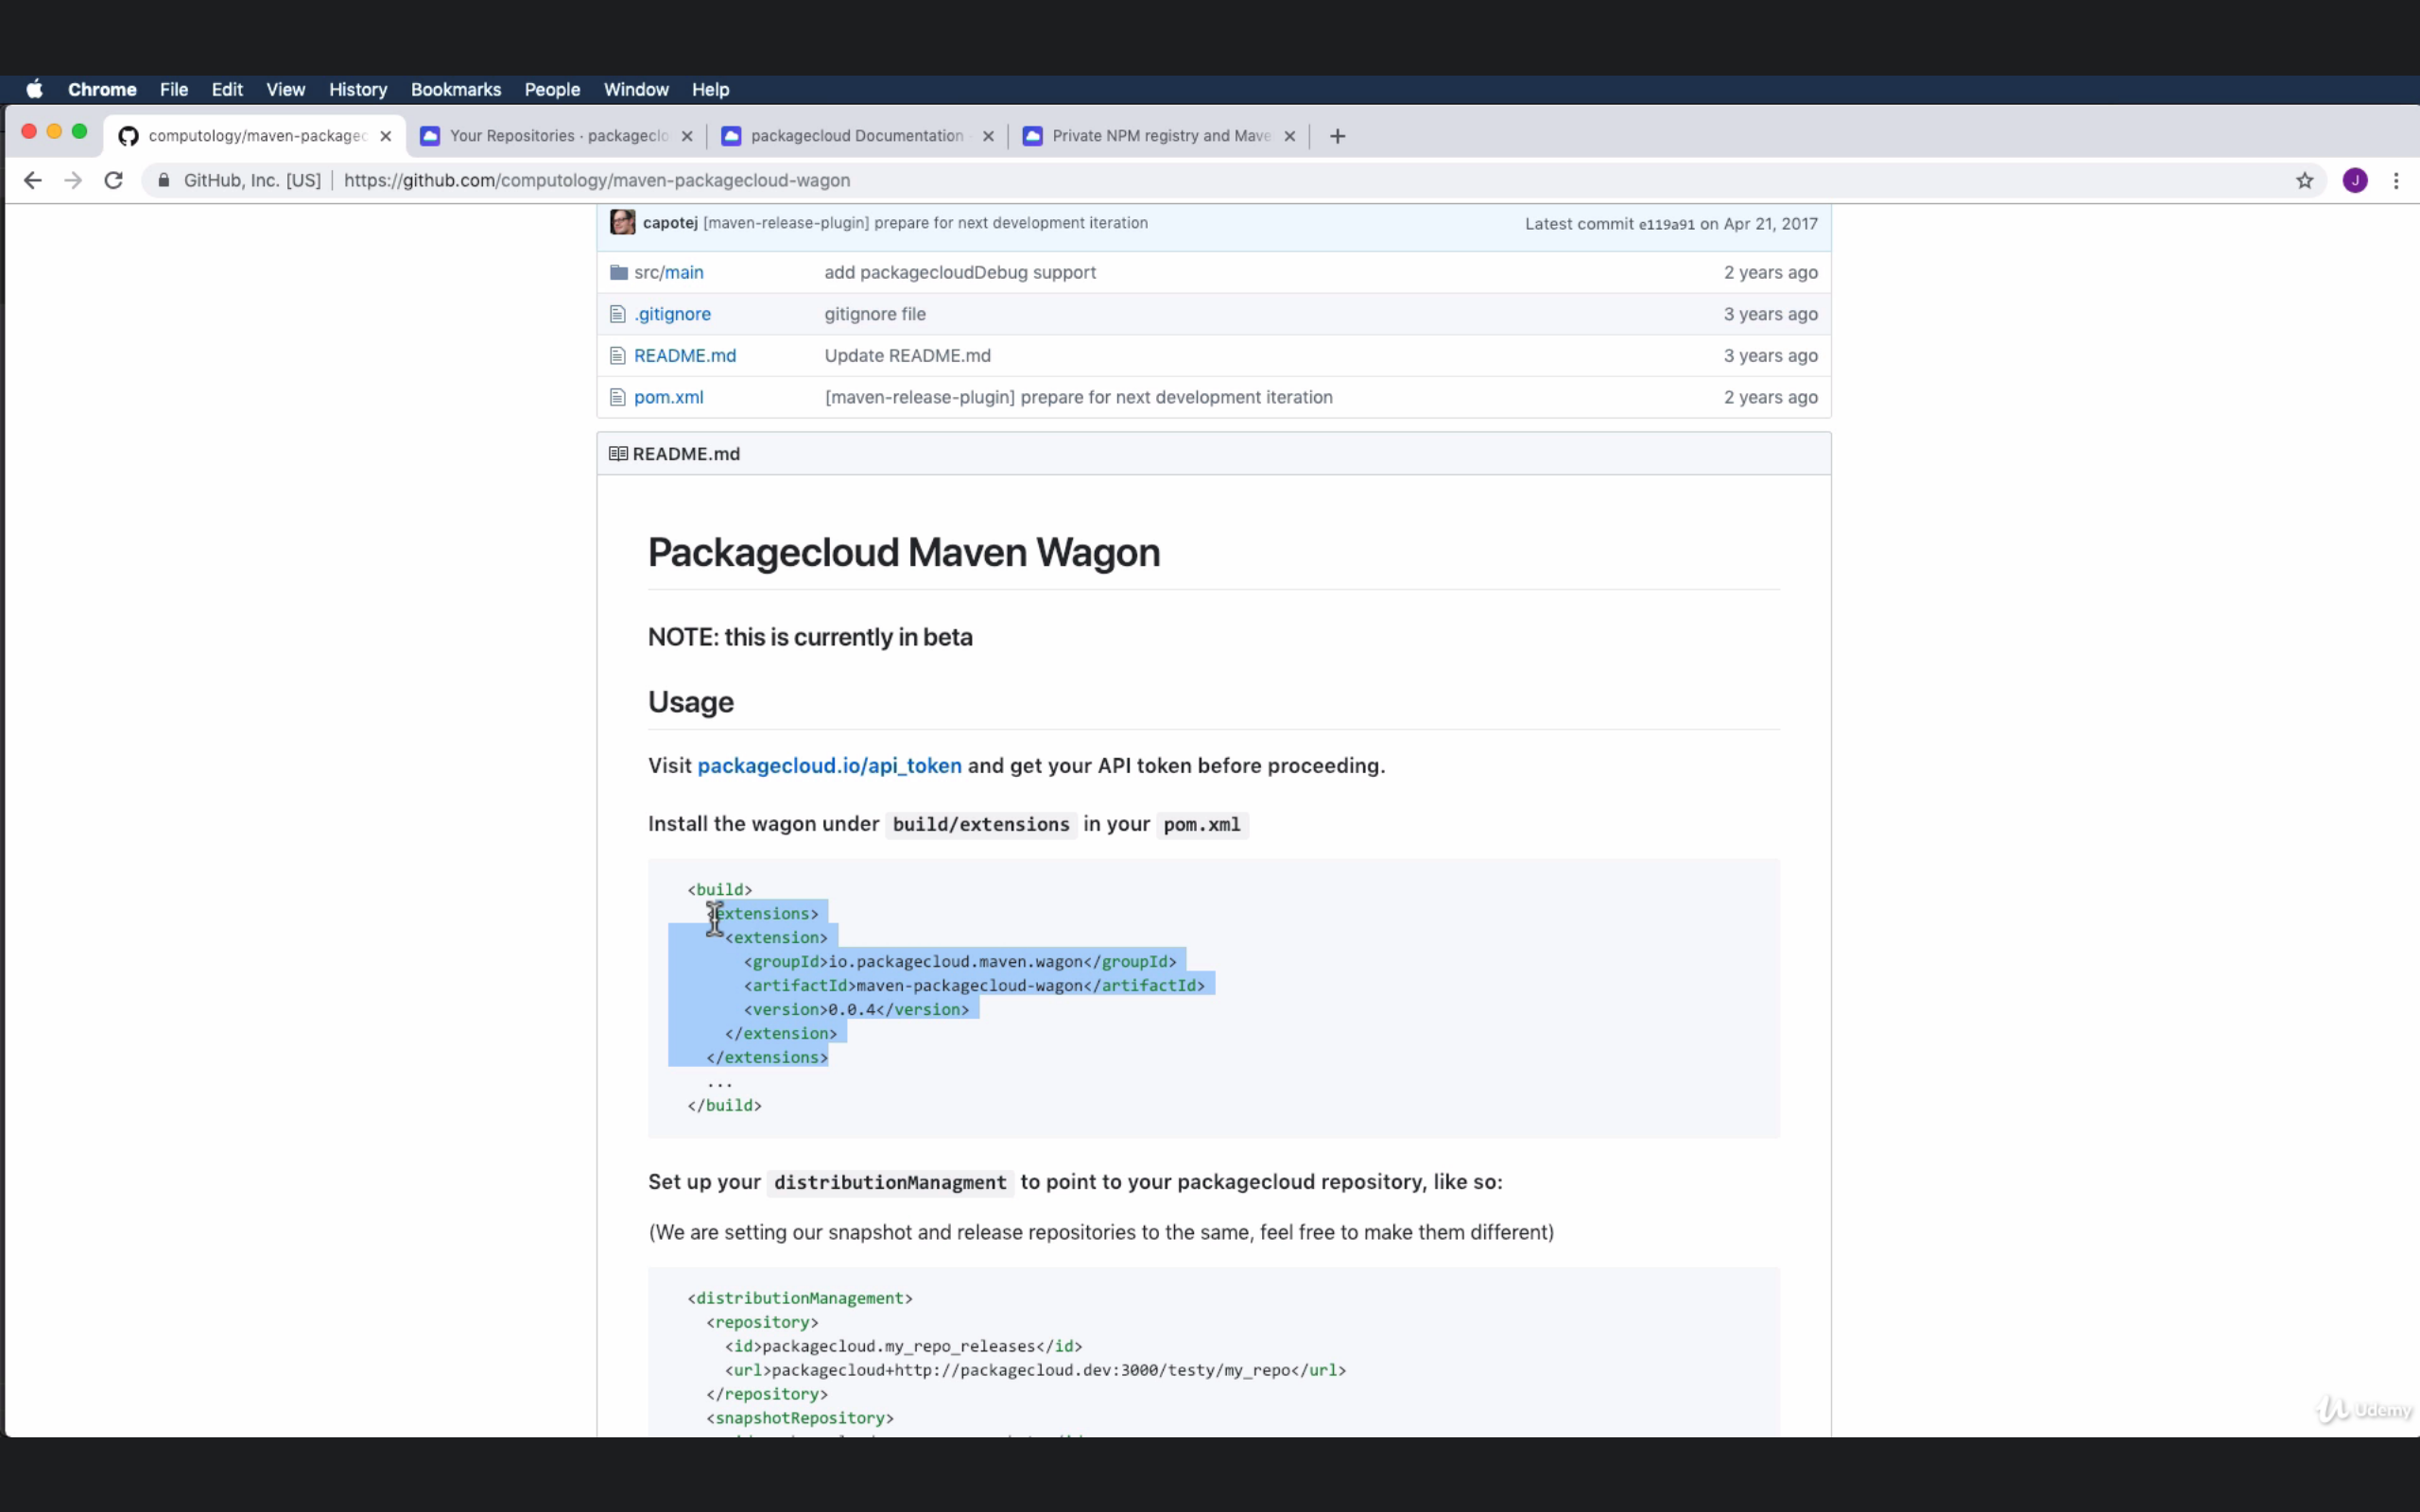 Chrome File Edit View History Bookmarks People Window Help
computology/maven-packagec Your Repositories · packageclo packagecloud Documentation Private NPM registry and Mave
GitHub, Inc. [US] https://github.com/computology/maven-packagecloud-wagon J
capotej [maven-release-plugin] prepare for next development iteration Latest commit e119a91 on Apr 21, 2017
src/main add packagecloudDebug support 2 years ago
.gitignore gitignore file 3 years ago
README.md Update README.md 3 years ago
pom.xml [maven-release-plugin] prepare for next development iteration 2 years ago
README.md
Packagecloud Maven Wagon
NOTE: this is currently in beta
Usage
Visit packagecloud.io/api_token and get your API token before proceeding.
Install the wagon under build/extensions in your pom.xml
<build>
<extensions>
<extension>
<groupId>io.packagecloud.maven.wagon</groupId>
<artifactId>maven-packagecloud-wagon</artifactId>
<version>0.0.4</version>
</extension>
</extensions>
...
</build>
Set up your distributionManagment to point to your packagecloud repository, like so:
(We are setting our snapshot and release repositories to the same, feel free to make them different)
<distributionManagement>
<repository>
<id>packagecloud.my_repo_releases</id>
<url>packagecloud+http://packagecloud.dev:3000/testy/my_repo</url>
</repository>
<snapshotRepository>
Udemy